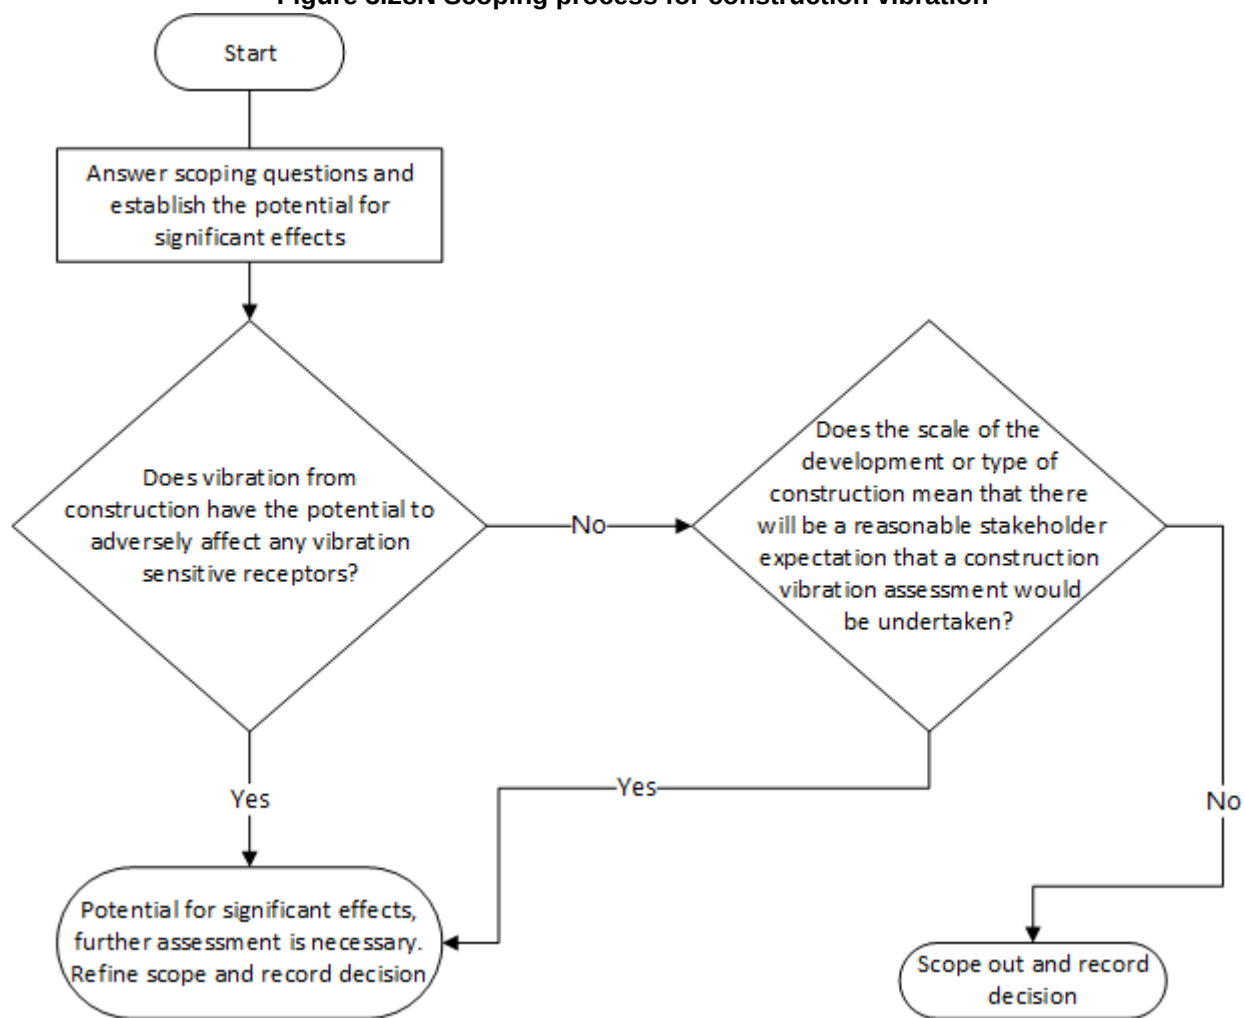 Figure 3.28N Scoping process for construction vibration
Start
Answer scoping questions and
establish the potential for
significant effects
Does vibration from
construction have the potential to
adversely affect any vibration
sensitive receptors?
No
Does the scale of the
development or type of
construction mean that there
will be a reasonable stakeholder
expectation that a construction
vibration assessment would
be undertaken?
Yes
Yes
No
Potential for significant effects,
further assessment is necessary.
Refine scope and record decision
Scope out and record
decision